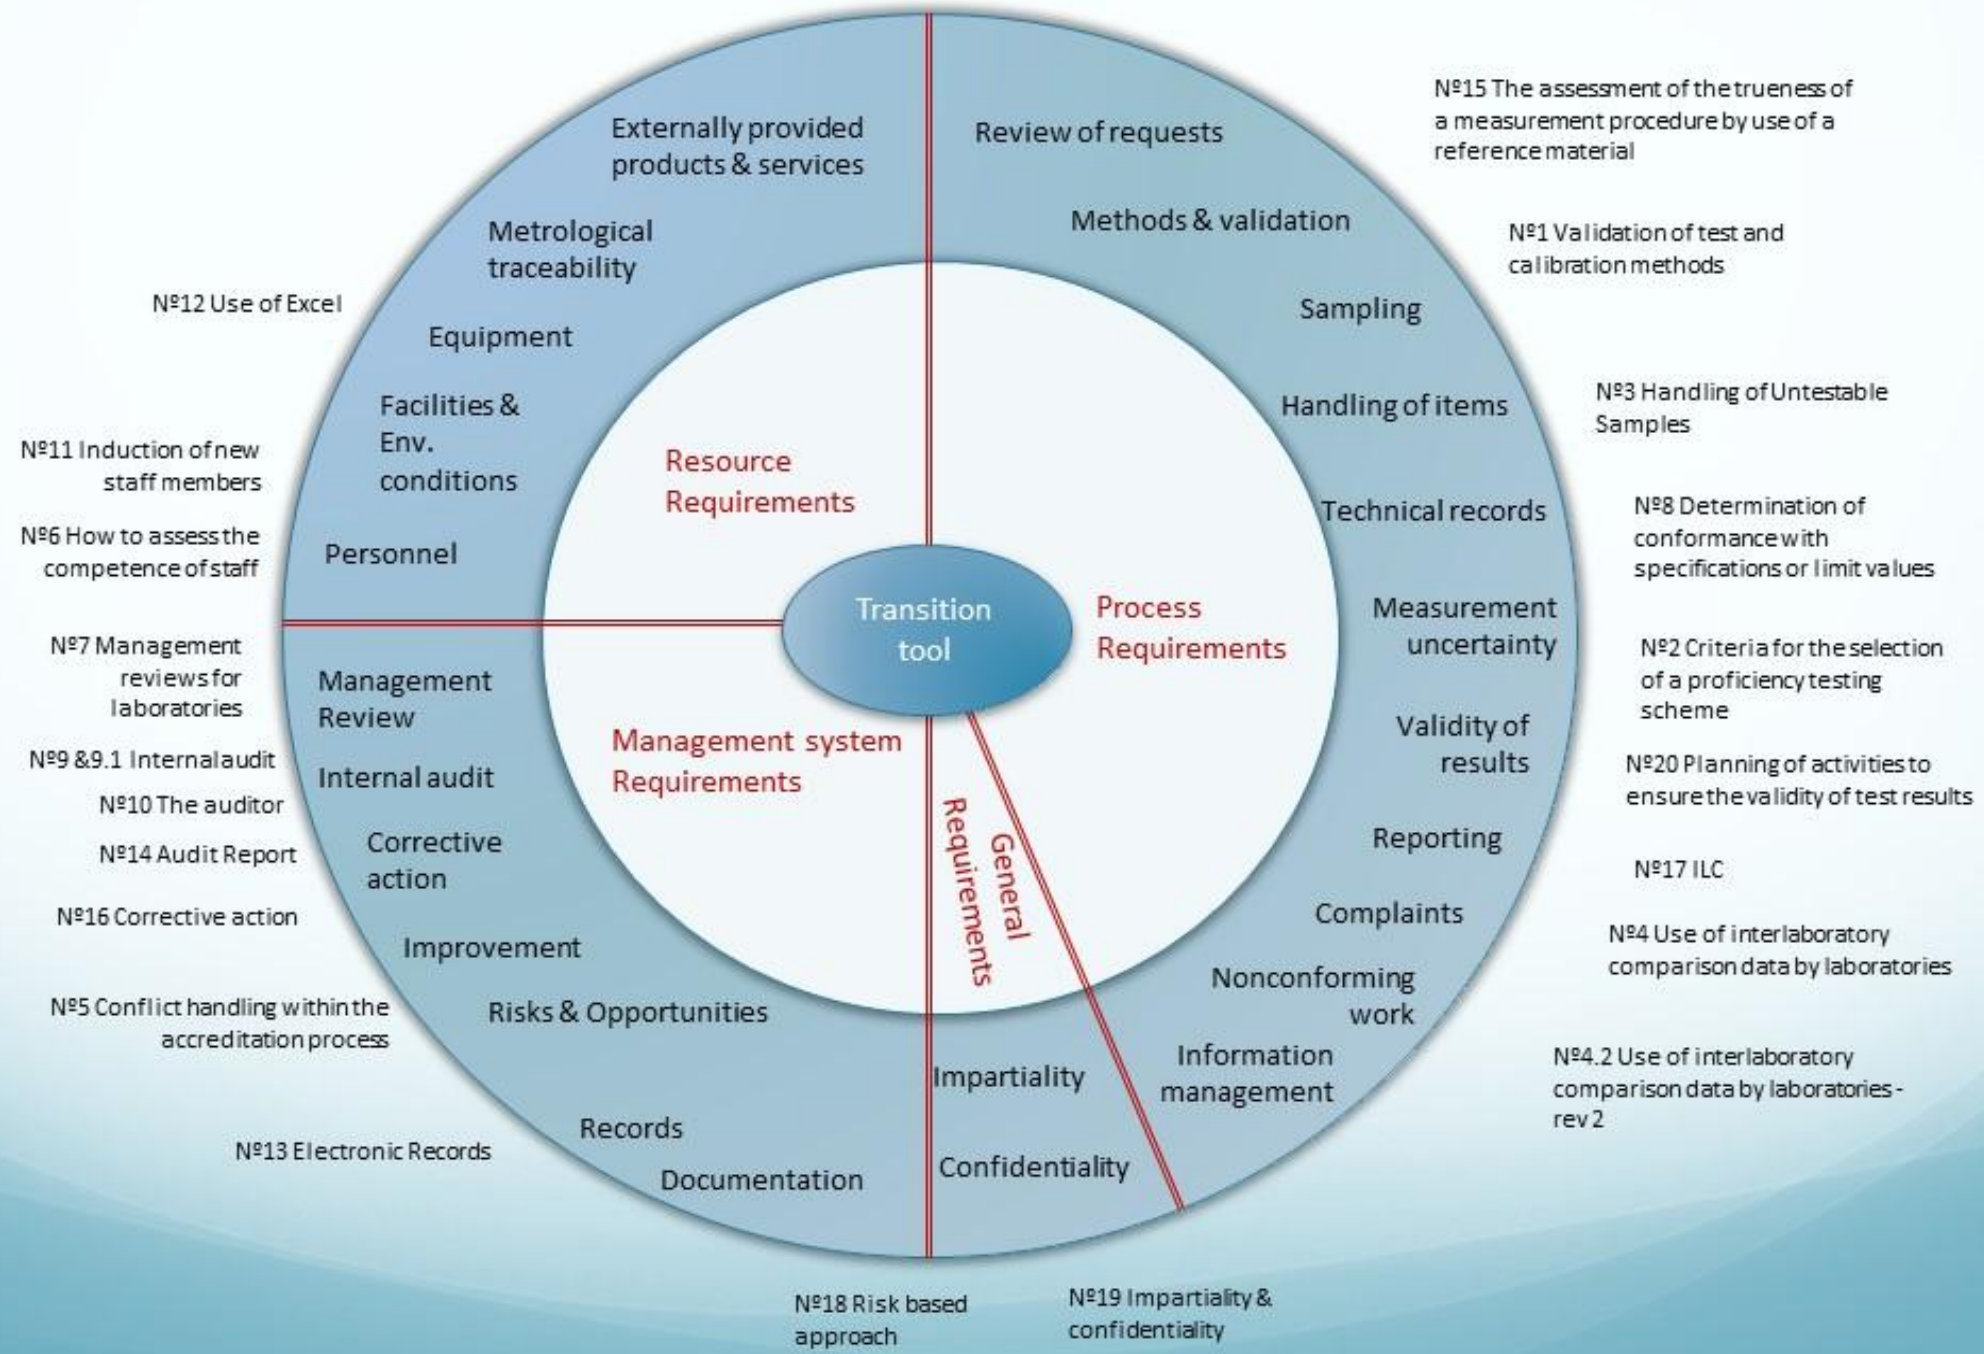 Externally provided
products & services
Metrological
traceability
Equipment
Facilities &
Env.
conditions
Personnel
Review of requests
Methods & validation
Sampling
Handling of items
Technical records
Measurement
uncertainty
Validity of
results
Reporting
Complaints
Nonconforming
work
Information
management
Impartiality
Confidentiality
Management
Review
Internal audit
Corrective
action
Improvement
Risks & Opportunities
Records
Documentation
Resource
Requirements
Process
Requirements
Management system
Requirements
General
Requirements
Transition
tool
Nº12 Use of Excel
Nº11 Induction of new
staff members
Nº6 How to assess the
competence of staff
Nº7 Management
reviews for
laboratories
Nº9 &9.1 Internal audit
Nº10 The auditor
Nº14 Audit Report
Nº16 Corrective action
Nº5 Conflict handling within the
accreditation process
Nº13 Electronic Records
Nº18 Risk based
approach
Nº19 Impartiality &
confidentiality
Nº15 The assessment of the trueness of
a measurement procedure by use of a
reference material
Nº1 Validation of test and
calibration methods
Nº3 Handling of Untestable
Samples
Nº8 Determination of
conformance with
specifications or limit values
Nº2 Criteria for the selection
of a proficiency testing
scheme
Nº20 Planning of activities to
ensure the validity of test results
Nº17 ILC
Nº4 Use of interlaboratory
comparison data by laboratories
Nº4.2 Use of interlaboratory
comparison data by laboratories -
rev 2